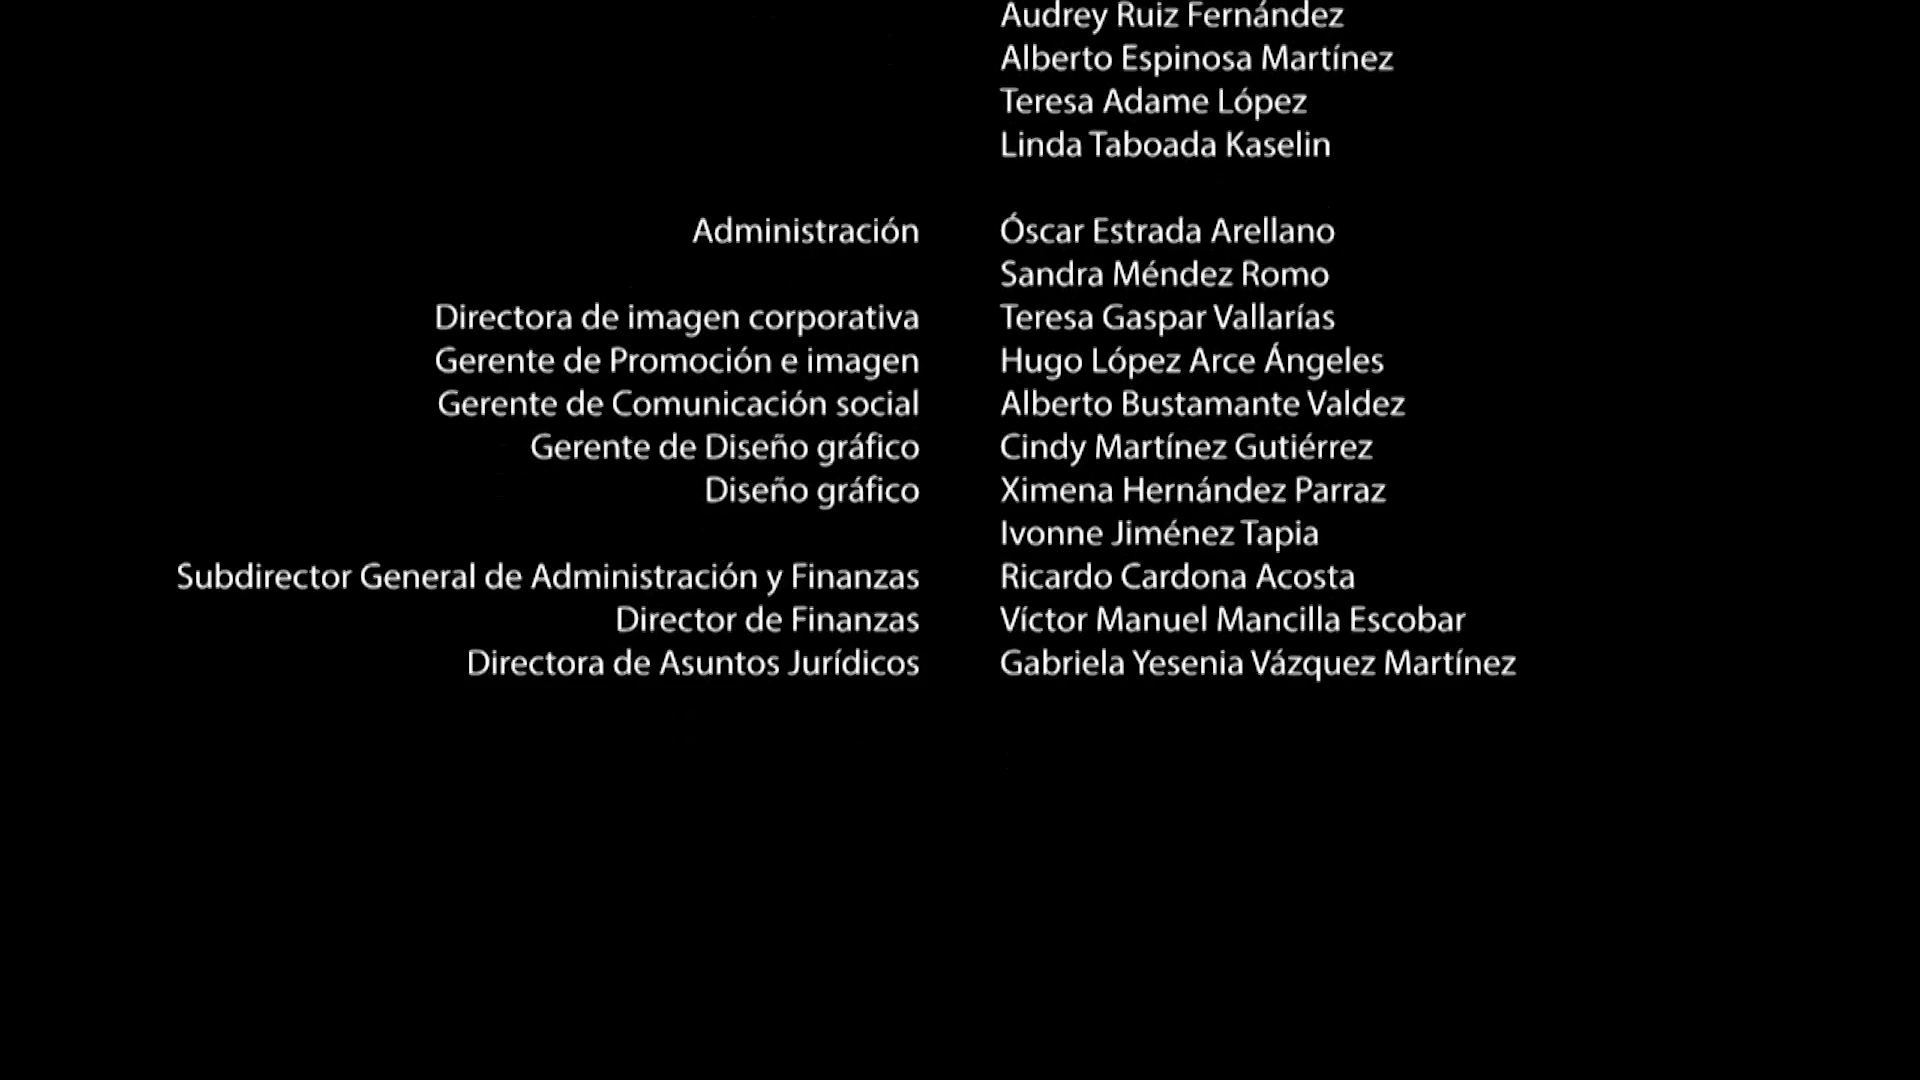 Audrey Ruiz Fernández
Alberto Espinosa Martínez
Teresa Adame López
Linda Taboada Kaselin
Administración Óscar Estrada Arellano
Sandra Méndez Romo
Directora de imagen corporativa Teresa Gaspar Vallarías
Gerente de Promoción e imagen Hugo López Arce Ángeles
Gerente de Comunicación social Alberto Bustamante Valdez
Gerente de Diseño gráfico Cindy Martínez Gutiérrez
Diseño gráfico Ximena Hernández Parraz
Ivonne Jiménez Tapia
Subdirector General de Administración y Finanzas Ricardo Cardona Acosta
Director de Finanzas Víctor Manuel Mancilla Escobar
Directora de Asuntos Jurídicos Gabriela Yesenia Vázquez Martínez